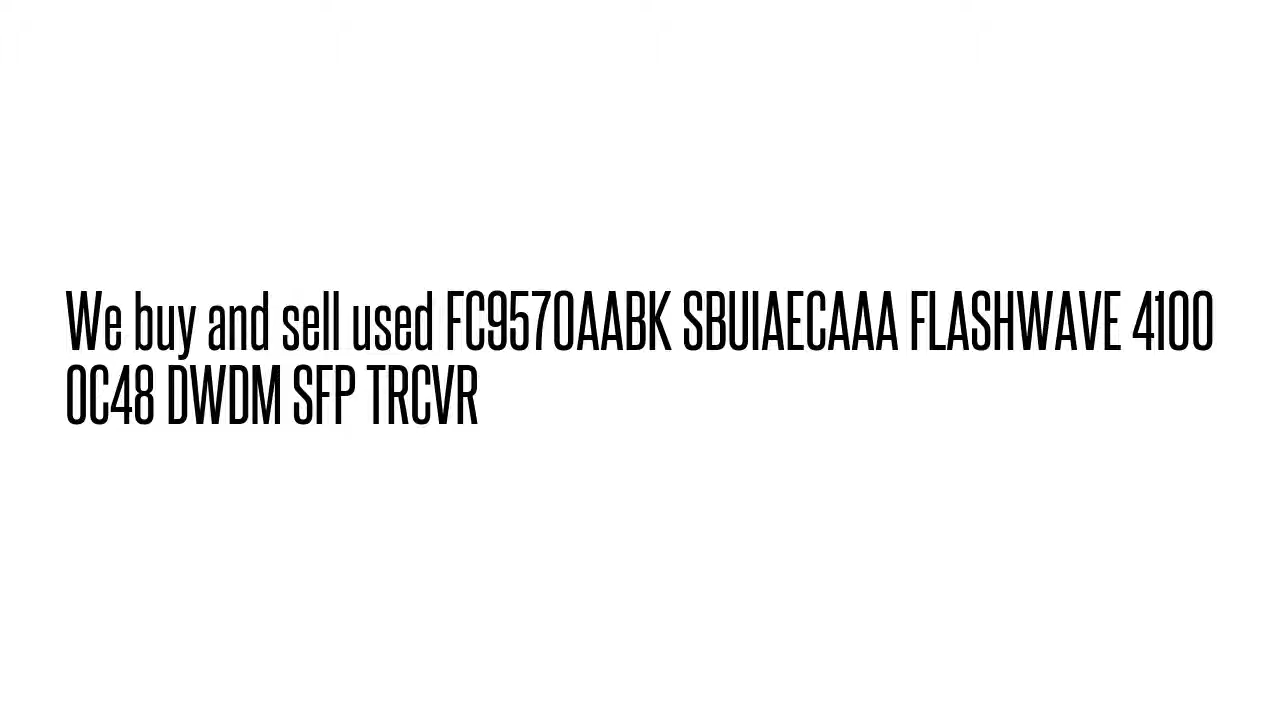 We buy and sell used FC9570AABK SBUIAECAAA FLASHWAVE 4100
OC48 DWDM SFP TRCVR